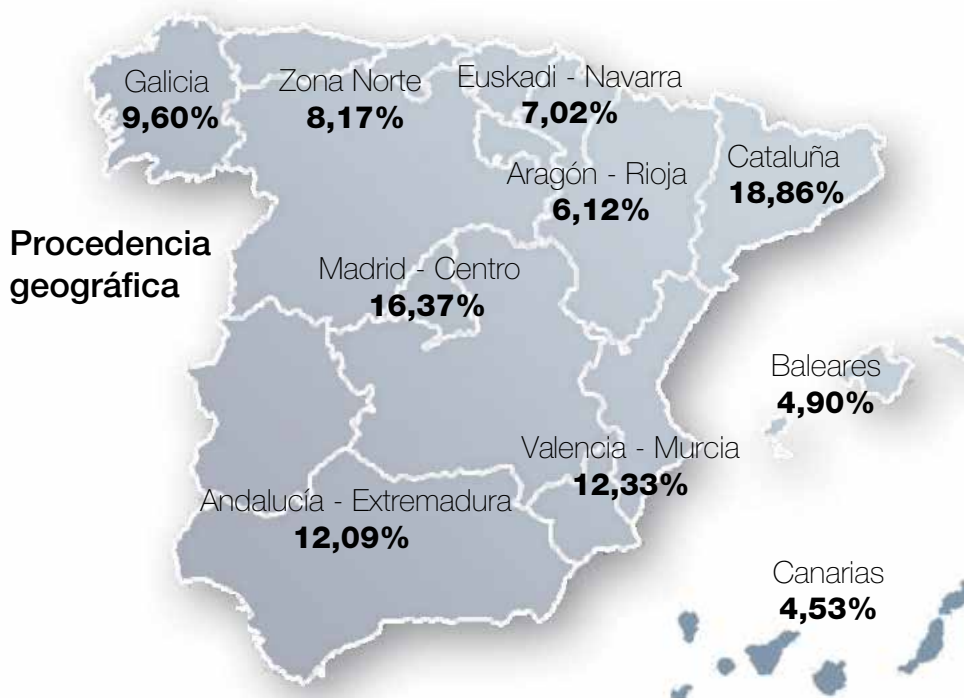 Galicia
9,60%
Zona Norte
8,17%
Euskadi - Navarra
7,02%
Aragón - Rioja
6,12%
Cataluña
18,86%
Procedencia
geográfica
Madrid - Centro
16,37%
Baleares
4,90%
Valencia - Murcia
12,33%
Andalucía - Extremadura
12,09%
Canarias
4,53%